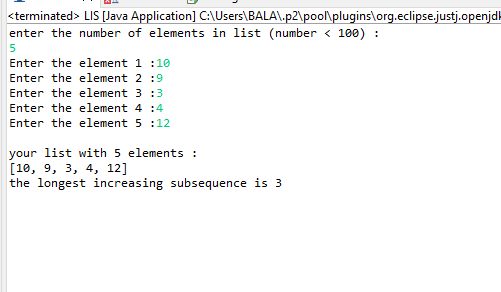 <terminated> LIS [Java Application] C:\Users\BALA\.p2\pool\plugins\org.eclipse.justj.openjd
enter the number of elements in list (number < 100) :
5
Enter the element 1 :10
Enter the element 2 :9
Enter the element 3 :3
Enter the element 4 :4
Enter the element 5 :12
your list with 5 elements :
[10, 9, 3, 4, 12]
the longest increasing subsequence is 3